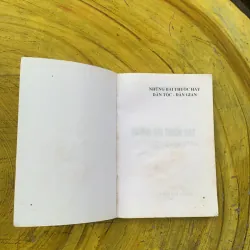 NHỮNG BÀI THUỐC HAY
DÂN TỘC - DÂN GIAN